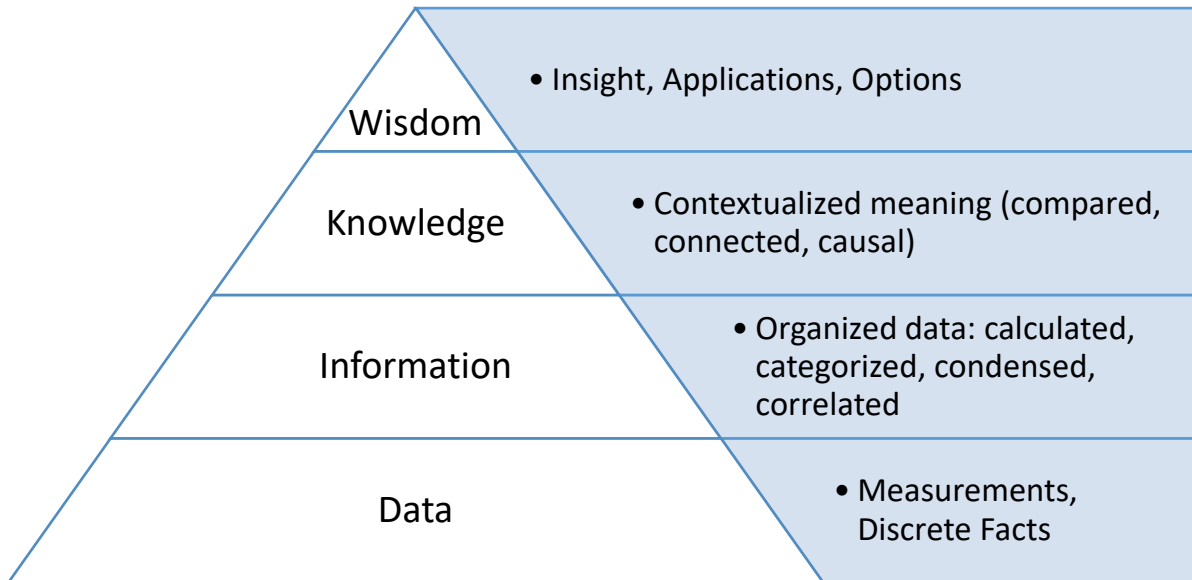 Wisdom
• Insight, Applications, Options
Knowledge
• Contextualized meaning (compared,
connected, causal)
Information
• Organized data: calculated,
categorized, condensed,
correlated
Data
• Measurements,
Discrete Facts